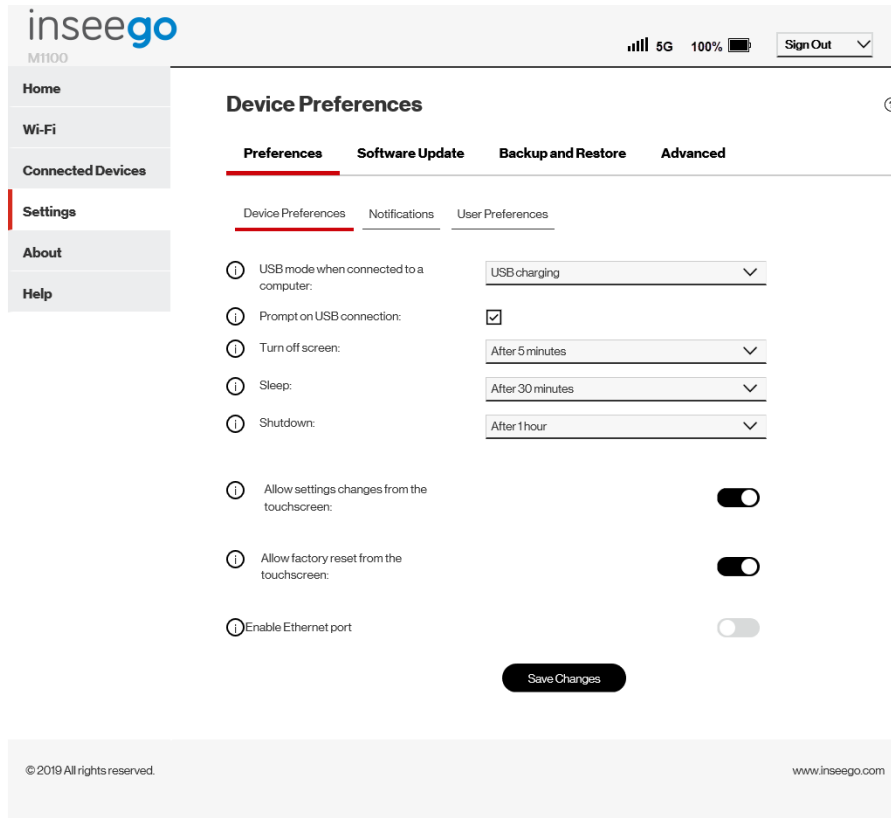 inseego
M1100
5G 100% Sign Out
Home
Wi-Fi
Connected Devices
Settings
About
Help
Device Preferences
Preferences Software Update Backup and Restore Advanced
Device Preferences Notifications User Preferences
USB mode when connected to a
computer:
USB charging
Prompt on USB connection:
Turn off screen: After 5 minutes
Sleep: After 30 minutes
Shutdown: After 1 hour
Allow settings changes from the
touchscreen:
Allow factory reset from the
touchscreen:
Enable Ethernet port
Save Changes
© 2019 All rights reserved. www.inseego.com